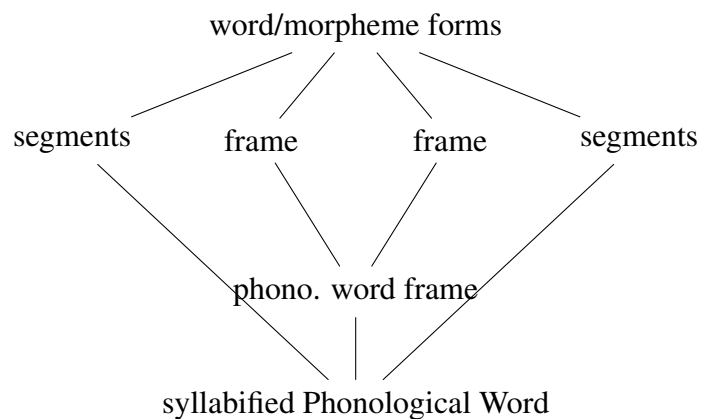 word/morpheme forms
segments frame frame segments
phono. word frame
syllabified Phonological Word